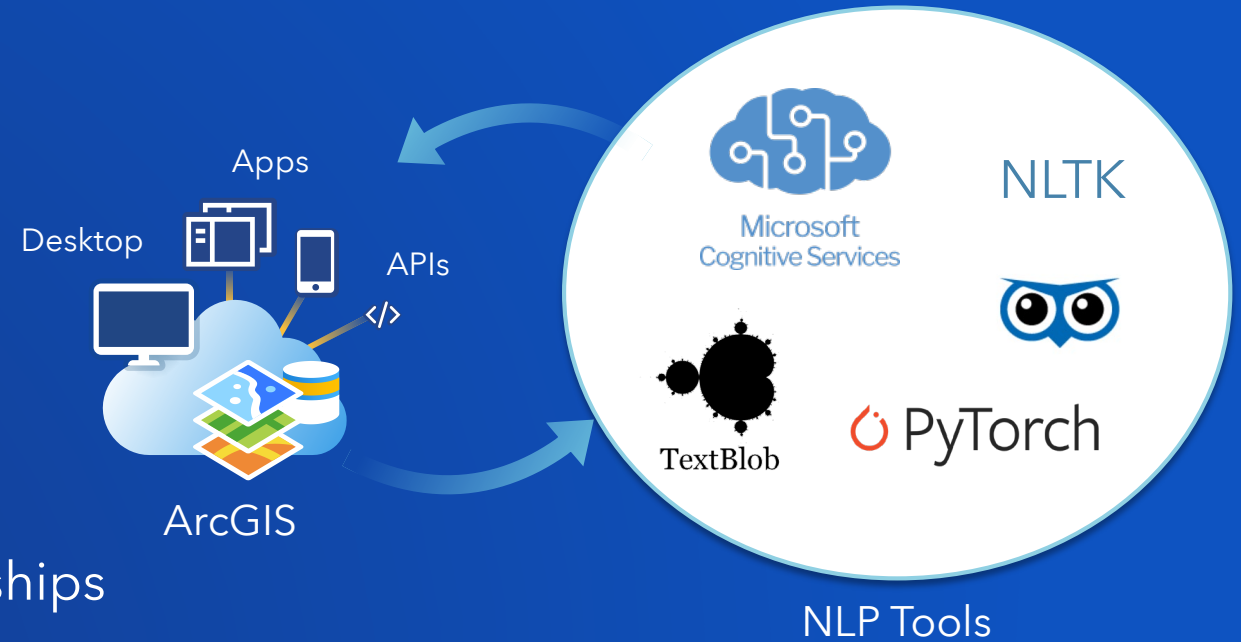 Apps
Desktop
APIs
</>
ArcGIS
ships
Microsoft
Cognitive Services
NLTK
TextBlob
PyTorch
NLP Tools